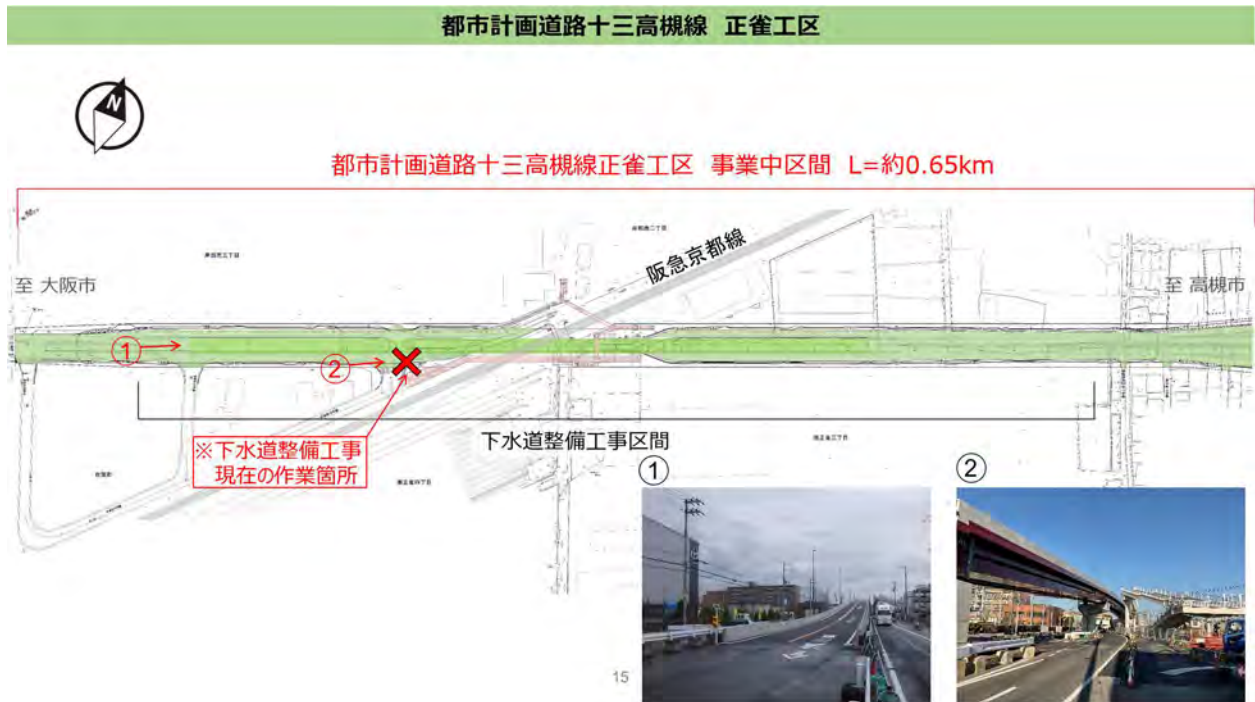 都市計画道路十三高槻線 正雀工区
N
都市計画道路十三高槻線正雀工区 事業中区間 L=約0.65km
阪急京都線
至 大阪市
至 高槻市
①
②
※下水道整備工事
現在の作業箇所
下水道整備工事区間
①
②
15